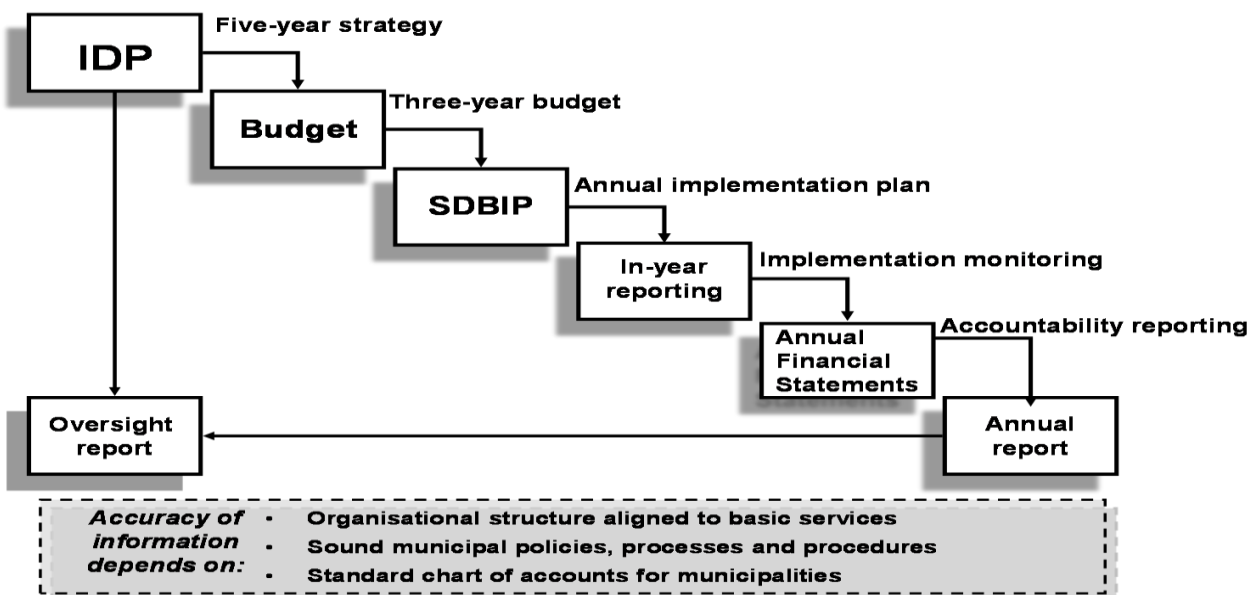 Five-year strategy
IDP
Three-year budget
Budget
Annual implementation plan
SDBIP
Implementation monitoring
In-year
reporting
Accountability reporting
Annual
Financial
Statements
Oversight
report
Annual
report
Accuracy of
information
depends on:
- Organisational structure aligned to basic services
- Sound municipal policies, processes and procedures
- Standard chart of accounts for municipalities